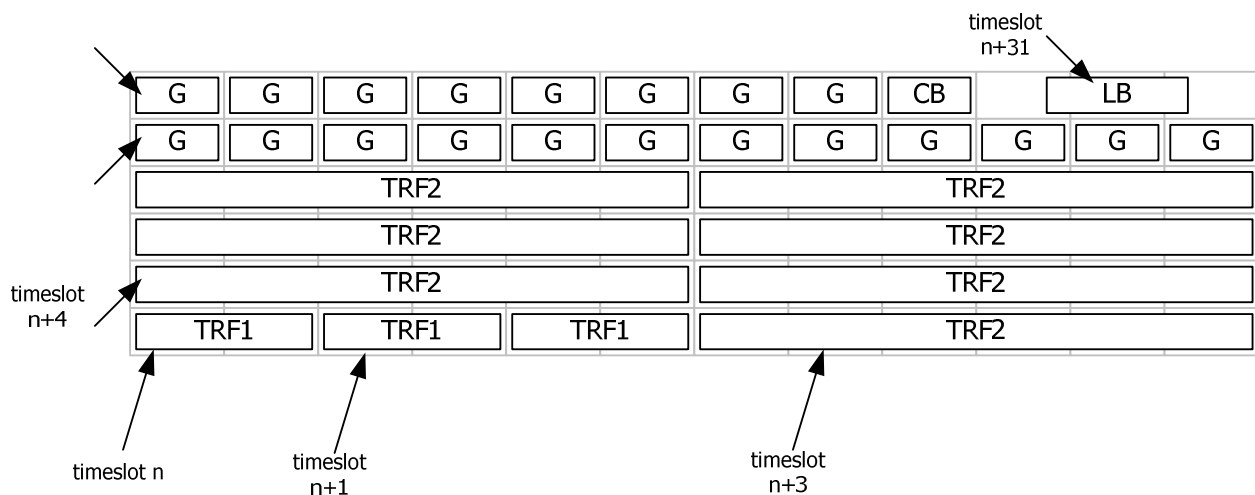 timeslot
n+31
G G G G G G G G CB LB
G G G G G G G G G G G G
TRF2 TRF2
TRF2 TRF2
TRF2 TRF2
timeslot
n+4
TRF1 TRF1 TRF1 TRF2
timeslot n
timeslot
n+1
timeslot
n+3